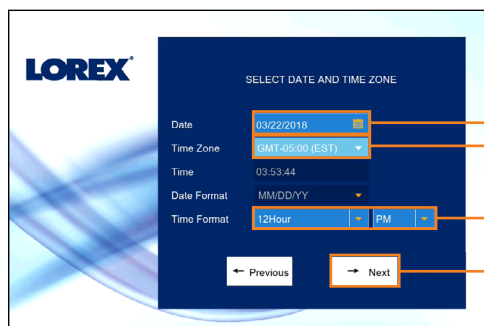 LOREX
SELECT DATE AND TIME ZONE
Date 03/22/2018
Time Zone GMT-05:00 (EST)
Time 03:53:44
Date Format MM/DD/YY
Time Format 12Hour PM
← Previous → Next